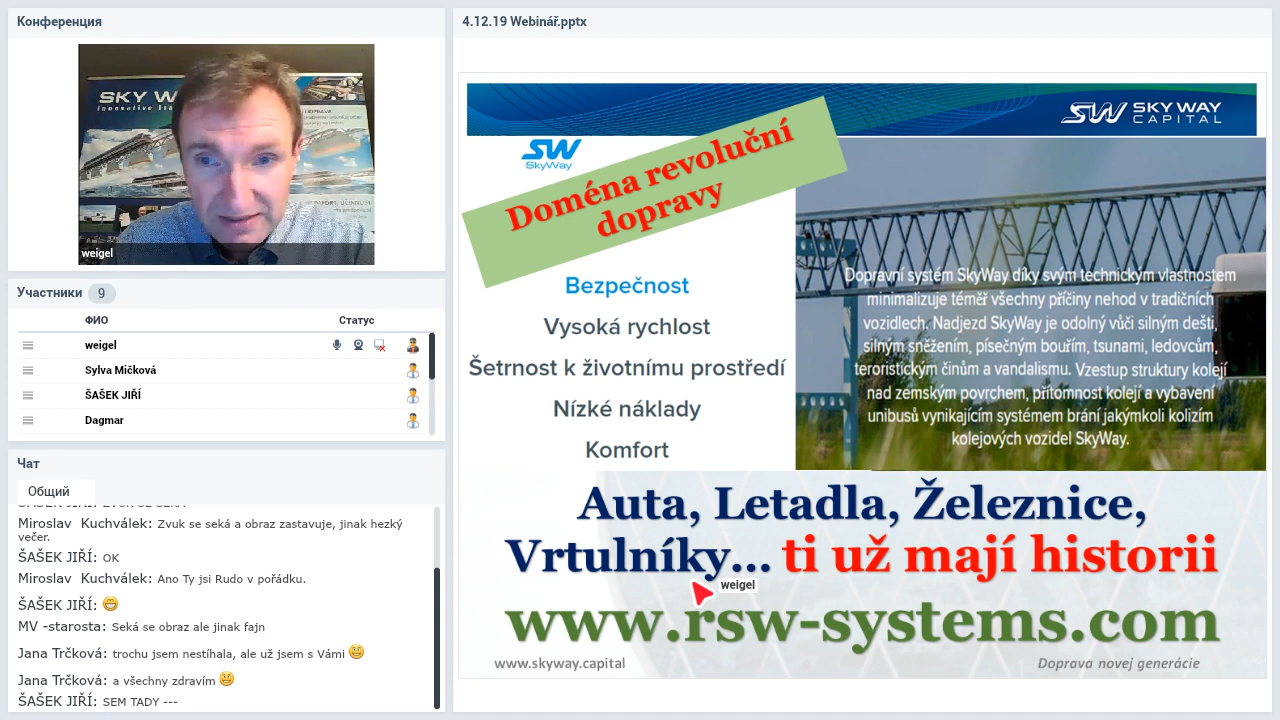 Конференция
SKY W
weigel
Участники 9
ФИО Статус
weigel
Sylva Mičková
ŠAŠEK JIŘÍ
Dagmar
Чат
Общий
Miroslav Kuchválek: Zvuk se seká a obraz zastavuje, jinak hezký
večer.
ŠAŠEK JIŘÍ: OK
Miroslav Kuchválek: Ano Ty jsi Rudo v pořádku.
ŠAŠEK JIŘÍ:
MV -starosta: Seká se obraz ale jinak fajn
Jana Trčková: trochu jsem nestíhala, ale už jsem s Vámi
Jana Trčková: a všechny zdravím
ŠAŠEK JIŘÍ: SEM TADY ---
4.12.19 Webinář.pptx
SW SKY WAY
CAPITAL
SW
SkyWay
Doména revoluční
dopravy
Bezpečnost
Vysoká rychlost
Šetrnost k životnímu prostředí
Nízké náklady
Komfort
Dopravní systém SkyWay díky svým technickým vlastnostem
minimalizuje téměř všechny příčiny nehod v tradičních
vozidlech. Nadjezd SkyWay je odolný vůči silným dešti,
silným sněžením, písečným bouřím, tsunami, ledovcům,
teroristickým činům a vandalismu. Vzestup struktury kolejí
nad zemským povrchem, přítomnost kolejí a vybavení
unibusů vynikajícím systémem brání jakýmkoli kolizím
kolejových vozidel SkyWay.
Auta, Letadla, Železnice,
Vrtulníky... ti už mají historii
weigel
www.rsw-systems.com
www.skyway.capital
Doprava novej generácie